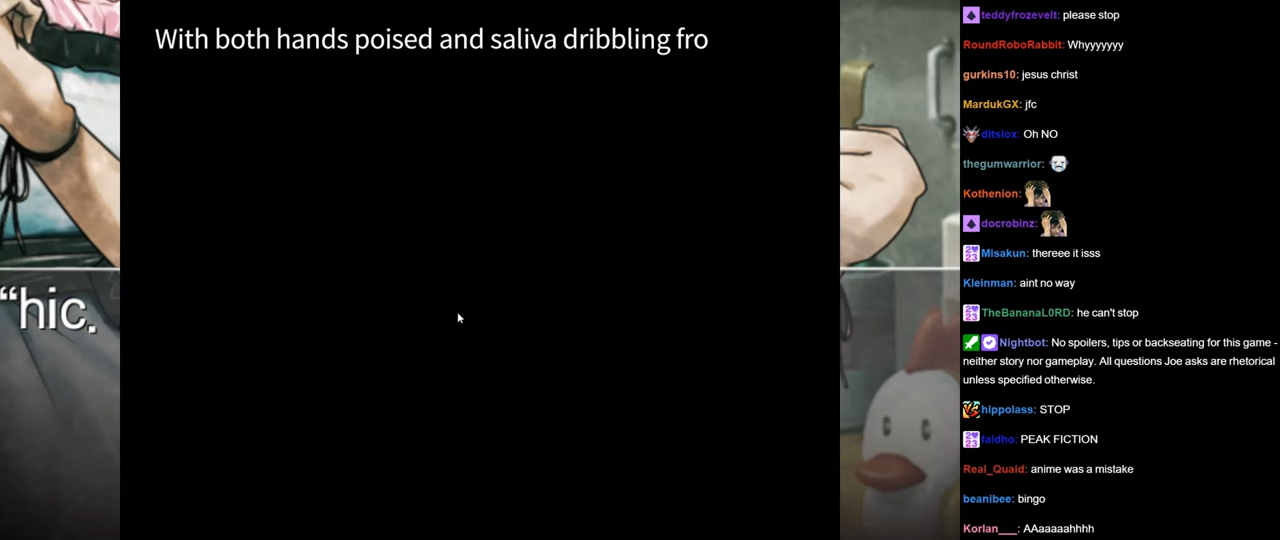 With both hands poised and saliva dribbling fro
“hic.
teddyfrozevelt: please stop
RoundRoboRabbit: Whyyyyyyy
gurkins10: jesus christ
MardukGX: jfc
ditsiox: Oh NO
thegumwarrior:
Kothenion:
docrobinz:
Misakun: thereee it isss
Kleinman: aint no way
TheBananaL0RD: he can't stop
Nightbot: No spoilers, tips or backseating for this game -
neither story nor gameplay. All questions Joe asks are rhetorical
unless specified otherwise.
hippolass: STOP
faldho: PEAK FICTION
Real_Quaid: anime was a mistake
beanibee: bingo
Korlan___: AAaaaaahhhh